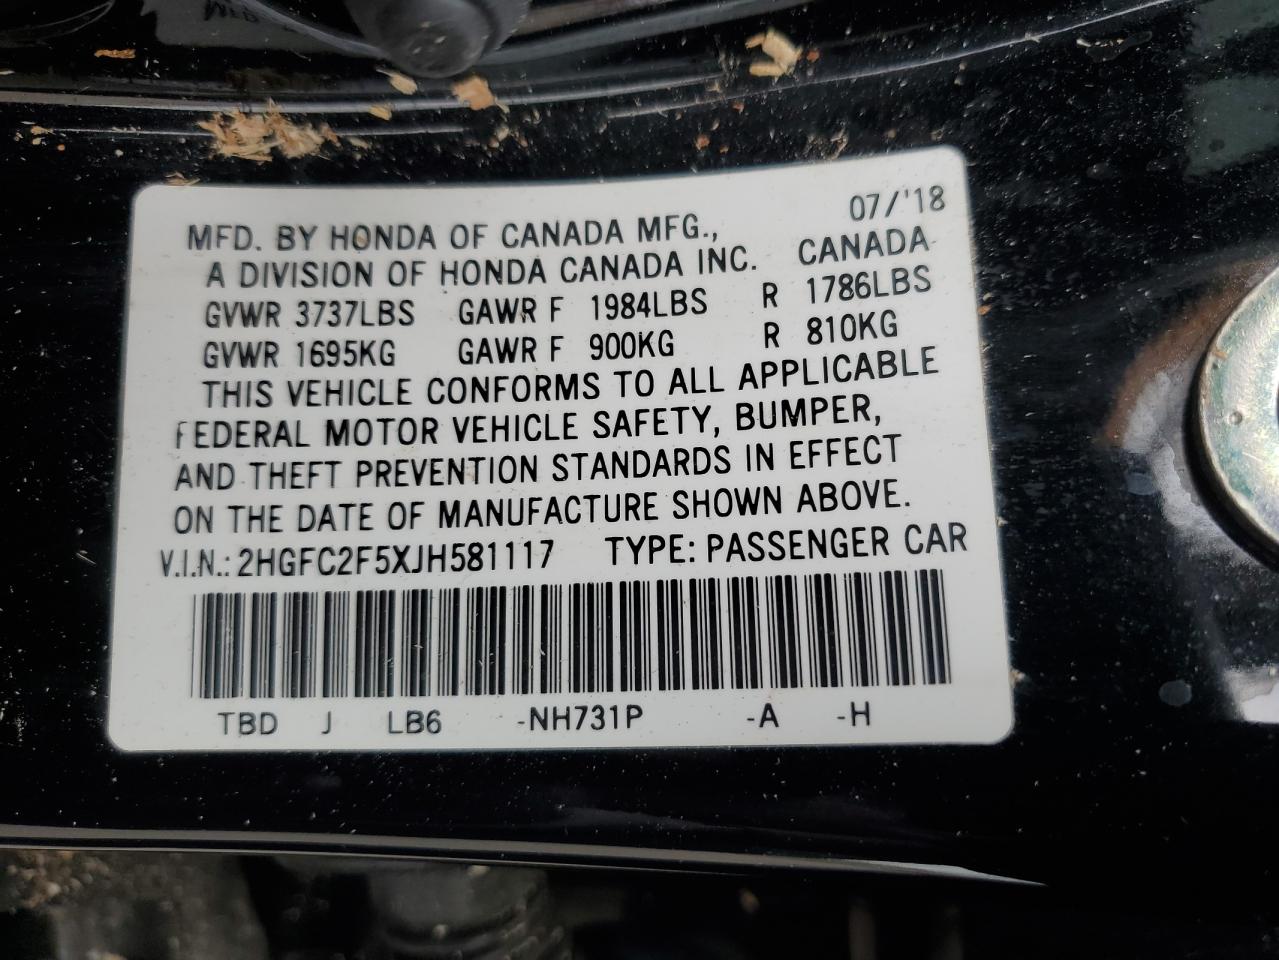 07/'18
MFD. BY HONDA OF CANADA MFG.,
A DIVISION OF HONDA CANADA INC. CANADA
GVWR 3737LBS GAWR F 1984LBS R 1786LBS
GVWR 1695KG GAWR F 900KG R 810KG
THIS VEHICLE CONFORMS TO ALL APPLICABLE
FEDERAL MOTOR VEHICLE SAFETY, BUMPER,
AND THEFT PREVENTION STANDARDS IN EFFECT
ON THE DATE OF MANUFACTURE SHOWN ABOVE.
V.I.N.: 2HGFC2F5XJH581117 TYPE: PASSENGER CAR
TBD J LB6 -NH731P -A -H